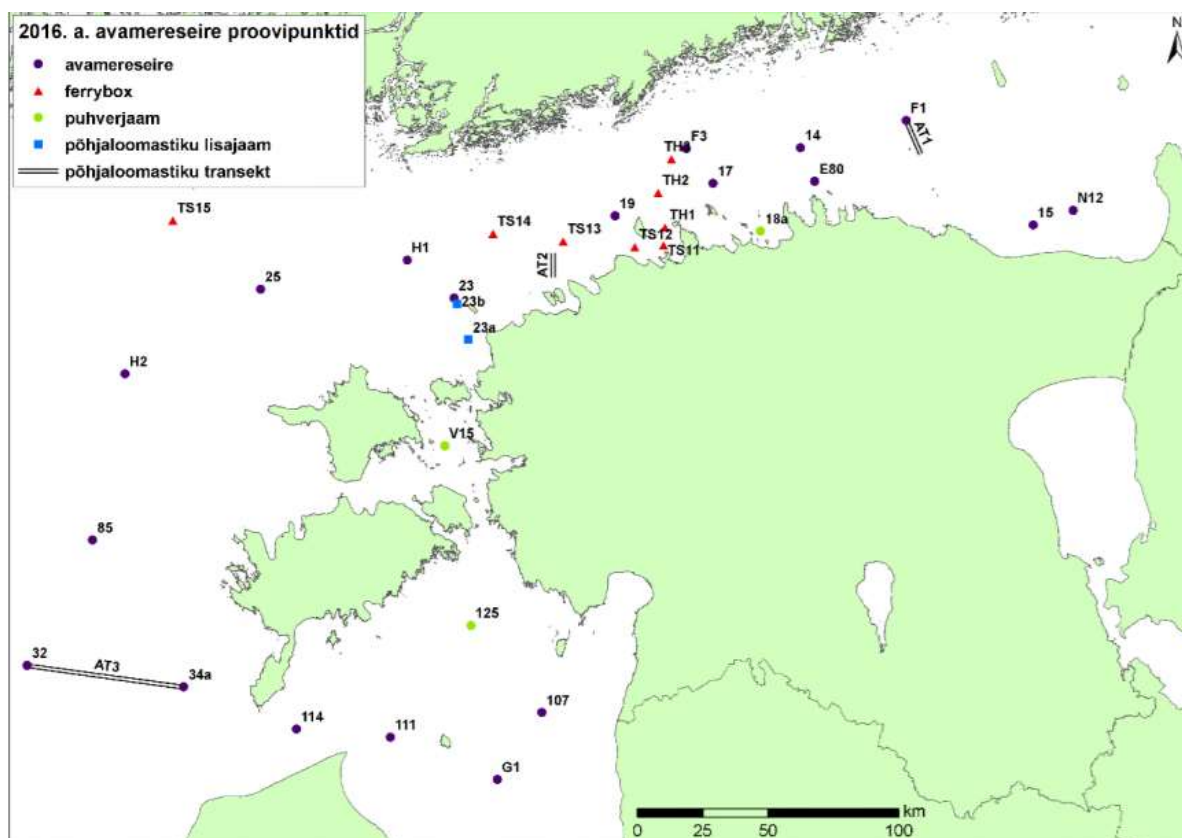 2016. a. avamereseire proovipunktid
avamereseire
ferrybox
puhverjaam
põhjaloomastiku lisajaam
põhjaloomastiku transekt
N
F1
AT1
F3
14
TH3
E80
17
TH2
N12
15
19
18a
TS15
TS14
TH1
TS13
TS12
TS11
H1
AT2
25
23
23b
23a
H2
V15
85
125
32
AT3
34a
107
114
111
G1
km
0 25 50 100